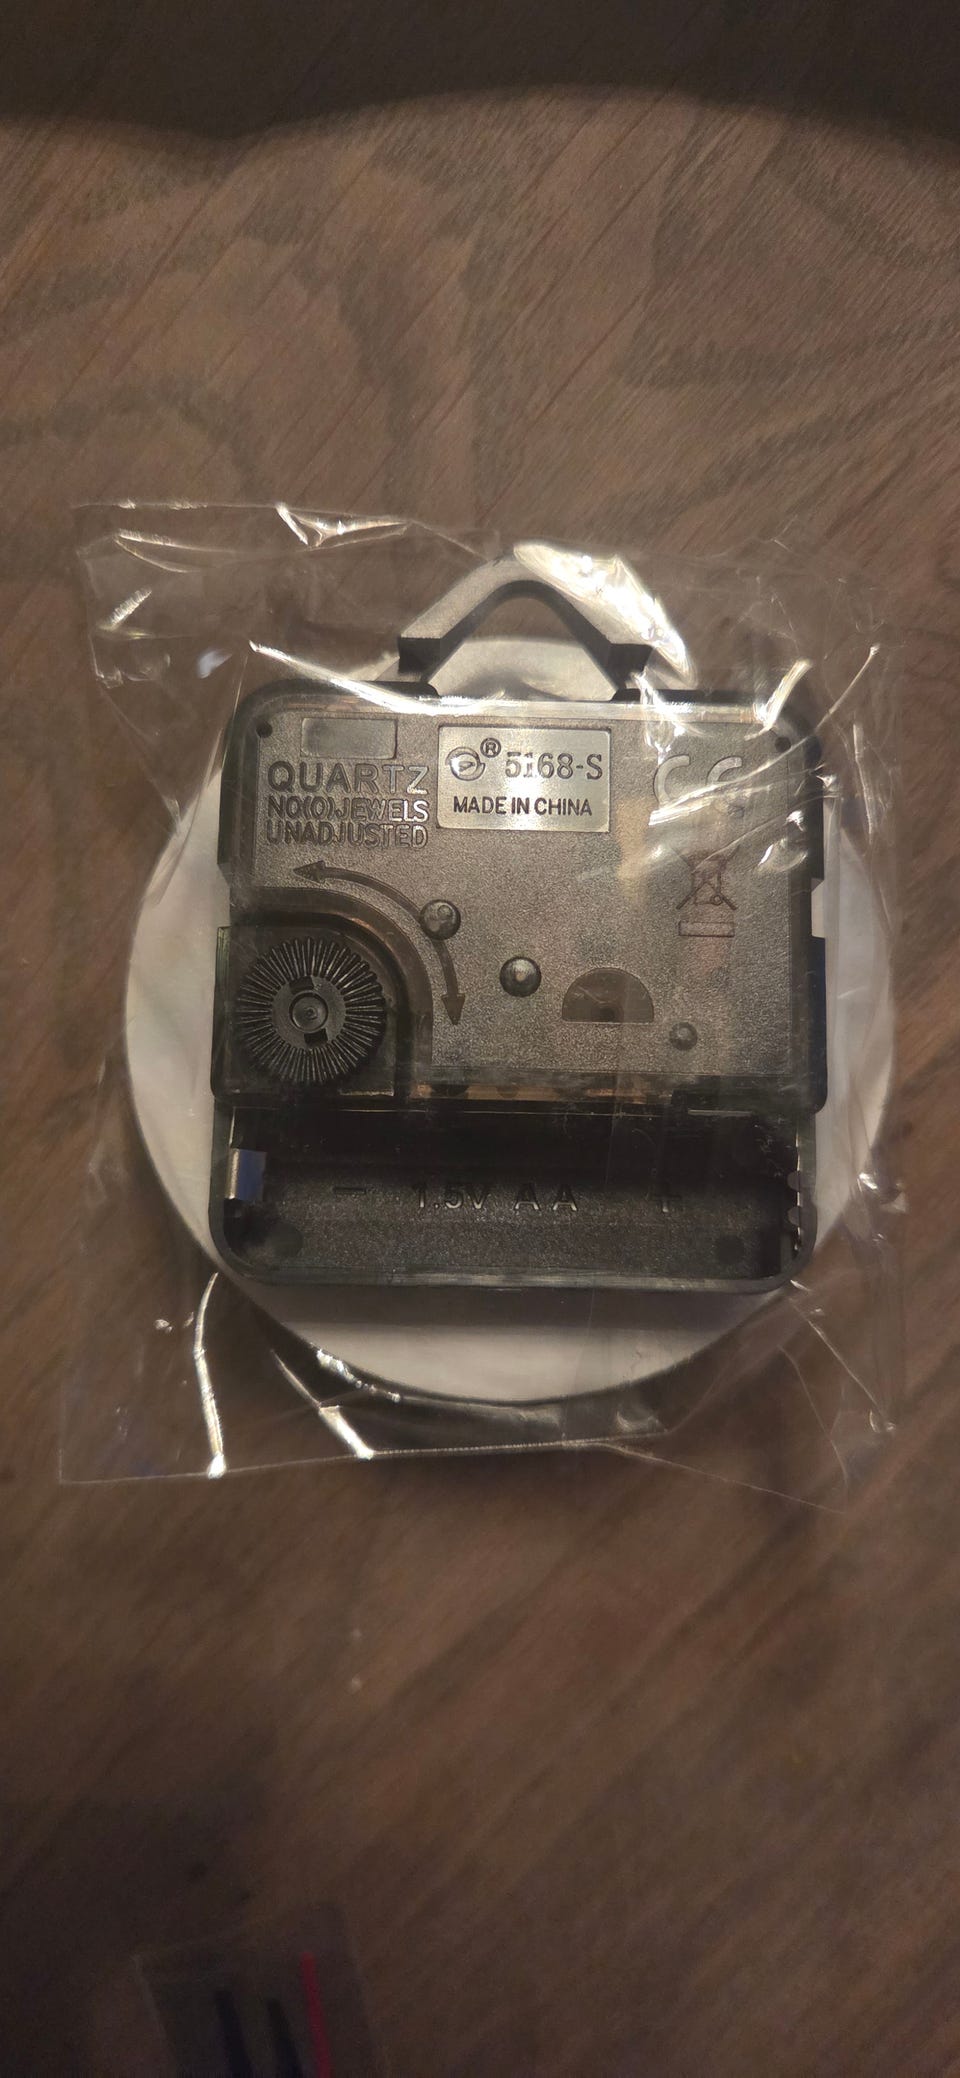 QUARTZ
NO(0)JEWELS
UNADJUSTED
® 5168-S
MADE IN CHINA
CE
− 1.5V AA +